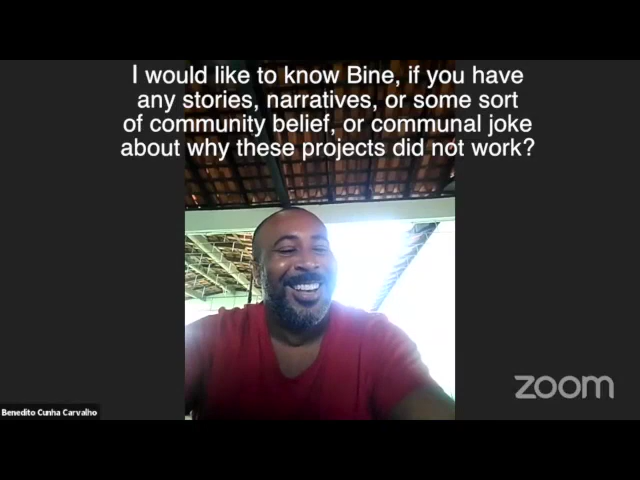 I would like to know Bine, if you have
any stories, narratives, or some sort
of community belief, or communal joke
about why these projects did not work?
zoom
Benedito Cunha Carvalho